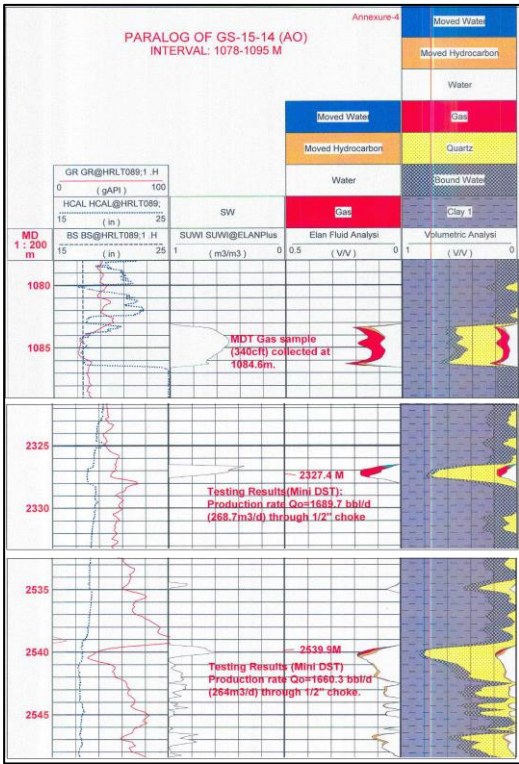 Annexure-4
PARALOG OF GS-15-14 (AO)
INTERVAL: 1078-1095 M
Moved Water
Moved Hydrocarbon
Water
Moved Water
Gas
Moved Hydrocarbon
Quartz
GR GR@HRLT089;1 .H
0 ( gAPI ) 100
Water
Bound Water
HCAL HCAL@HRLT089;
15 ( in ) 25
SW
Gas
Clay 1
MD
1 : 200
m
BS BS@HRLT089;1 .H
15 ( in ) 25
SUWI SUWI@ELANPlus
1 ( m3/m3 ) 0
Elan Fluid Analysi
0.5 ( V/V ) 0
Volumetric Analysi
1 ( V/V ) 0
1080
MDT Gas sample
1085
(340cft) collected at
1084.6m.
2325
2327.4 M
Testing Results(Mini DST):
Production rate Qo=1689.7 bbl/d
2330
(268.7m3/d) through 1/2" choke
2535
2540
2539.9M
Testing Results (Mini DST)
Production rate Qo=1660.3 bbl/d
(264m3/d) through 1/2" choke.
2545